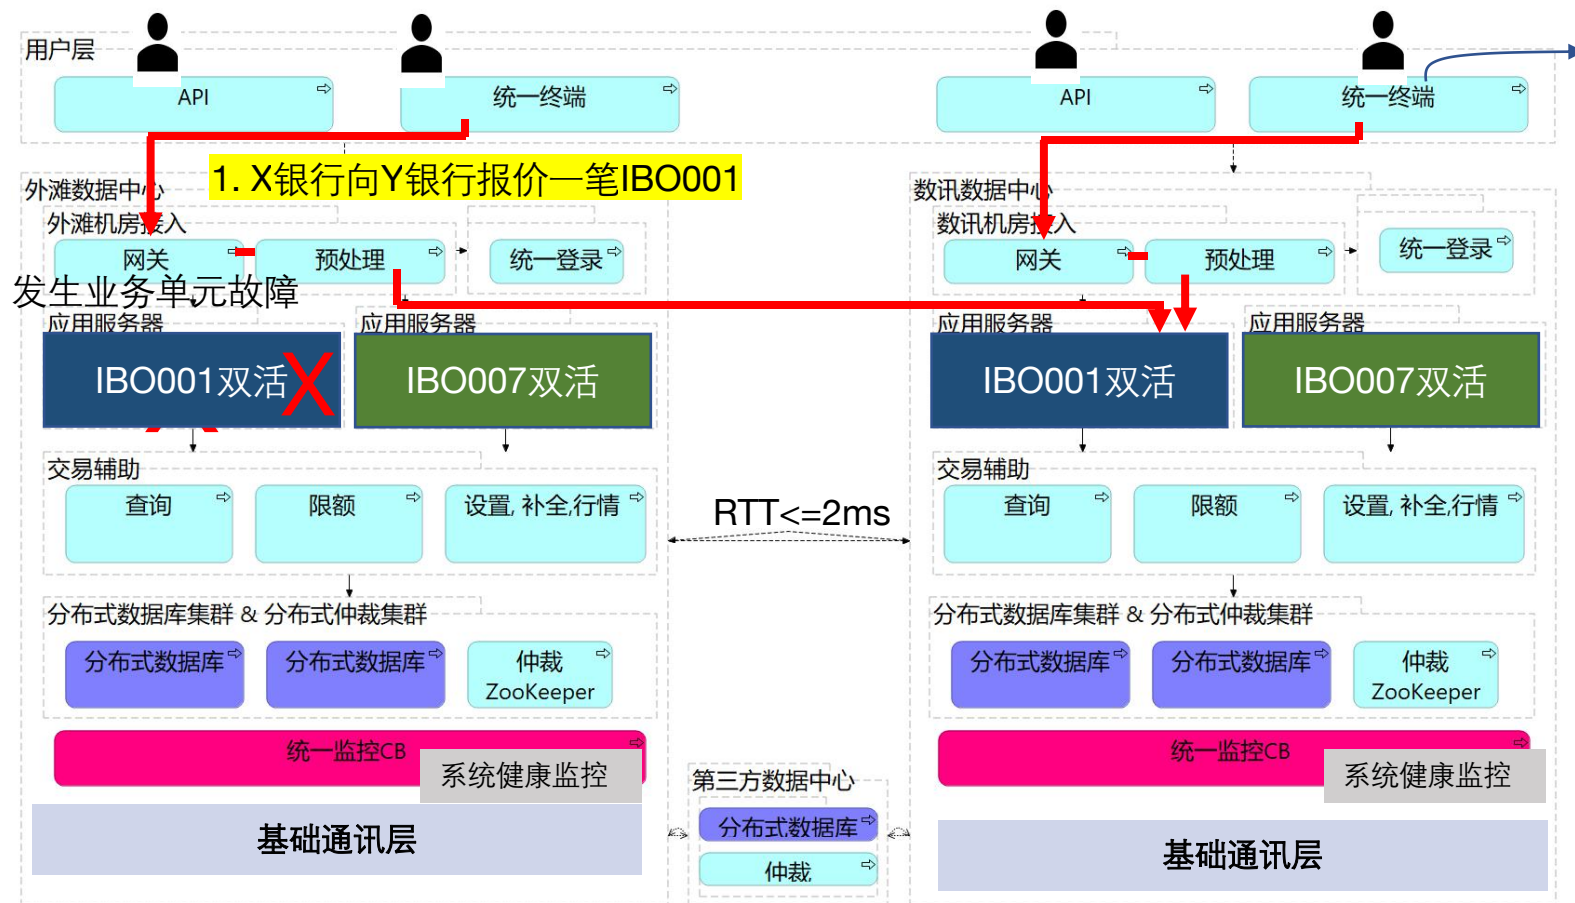 用户层
API
统一终端
API
统一终端
1. X银行向Y银行报价一笔IBO001
外滩数据中心
数讯数据中心
外滩机房接入
数讯机房接入
网关
预处理
统一登录
网关
预处理
统一登录
发生业务单元故障
应用服务器
应用服务器
应用服务器
应用服务器
IBO001双活
X
IBO007双活
IBO001双活
IBO007双活
交易辅助
交易辅助
查询
限额
设置, 补全,行情
RTT<=2ms
查询
限额
设置, 补全,行情
分布式数据库集群 & 分布式仲裁集群
分布式数据库集群 & 分布式仲裁集群
分布式数据库
分布式数据库
仲裁
ZooKeeper
分布式数据库
分布式数据库
仲裁
ZooKeeper
统一监控CB
系统健康监控
统一监控CB
系统健康监控
第三方数据中心
分布式数据库
仲裁
基础通讯层
基础通讯层